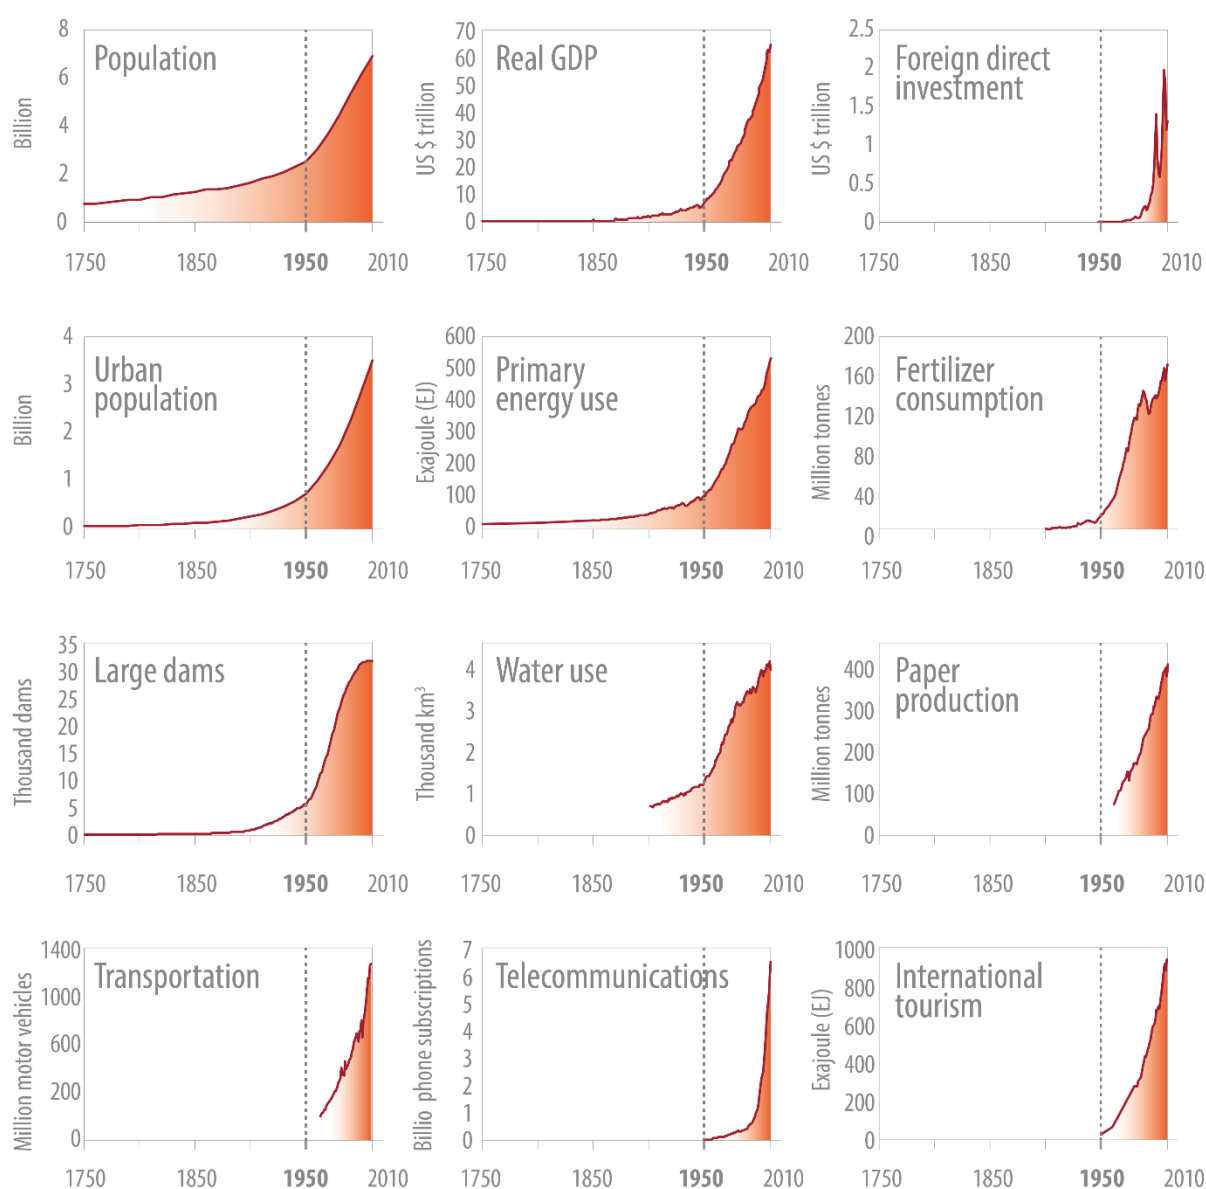 Population
Billion
8
6
4
2
0
1750 1850 1950 2010
Real GDP
US $ trillion
70
60
50
40
30
20
10
0
1750 1850 1950 2010
Foreign direct
investment
US $ trillion
2.5
2
1.5
1
0.5
0
1750 1850 1950 2010
Urban
population
Billion
4
3
2
1
0
1750 1850 1950 2010
Primary
energy use
Exajoule (EJ)
600
500
400
300
200
100
0
1750 1850 1950 2010
Fertilizer
consumption
Million tonnes
200
160
120
80
40
0
1750 1850 1950 2010
Large dams
Thousand dams
35
30
25
20
15
10
5
0
1750 1850 1950 2010
Water use
Thousand km³
4
3
2
1
0
1750 1850 1950 2010
Paper
production
Million tonnes
400
300
200
100
0
1750 1850 1950 2010
Transportation
Million motor vehicles
1400
1000
600
200
0
1750 1850 1950 2010
Telecommunications
Billio phone subscriptions
7
6
5
4
3
2
1
0
1750 1850 1950 2010
International
tourism
Exajoule (EJ)
1000
800
600
400
200
0
1750 1850 1950 2010